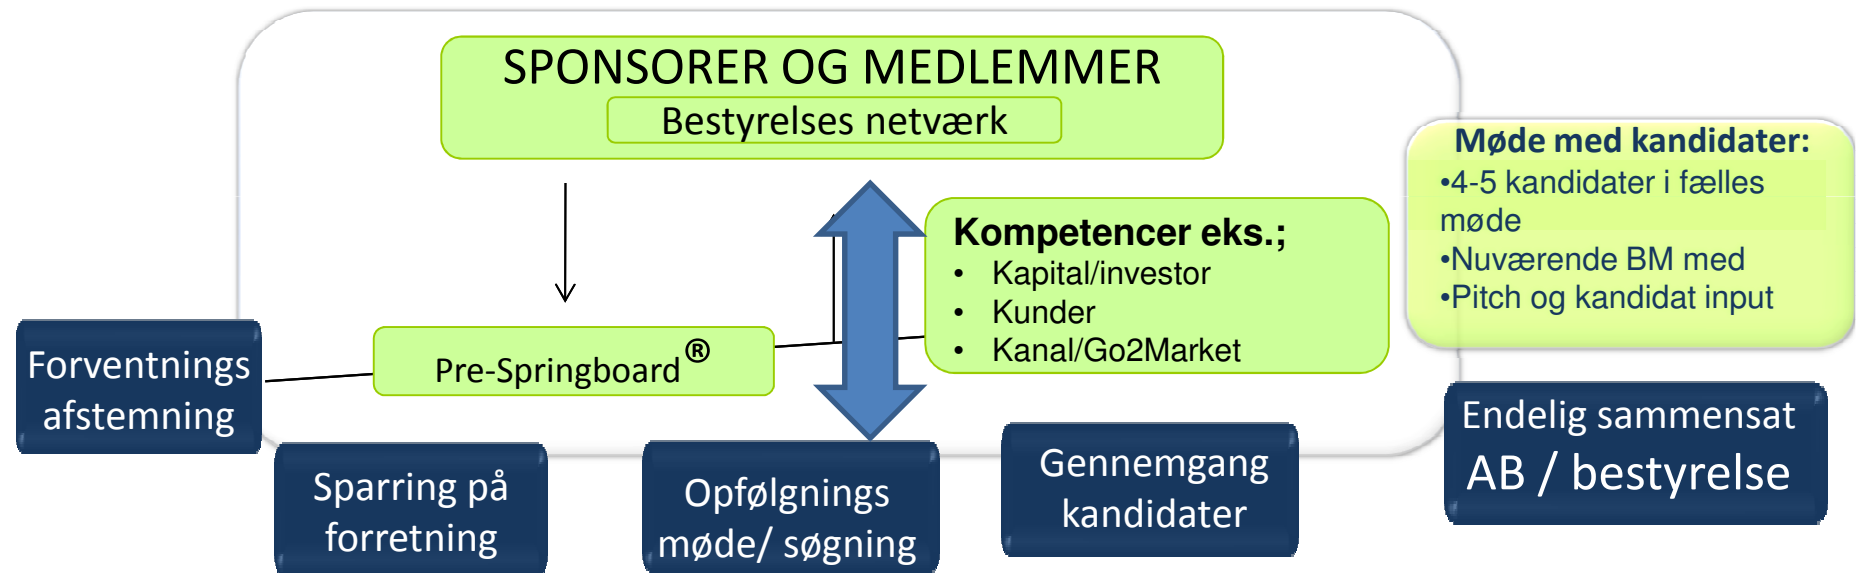 SPONSORER OG MEDLEMMER
Bestyrelses netværk
Møde med kandidater:
•4-5 kandidater i fælles
møde
•Nuværende BM med
•Pitch og kandidat input
Kompetencer eks.;
• Kapital/investor
• Kunder
• Kanal/Go2Market
Pre-Springboard®
Forventnings
afstemning
Sparring på
forretning
Opfølgnings
møde/ søgning
Gennemgang
kandidater
Endelig sammensat
AB / bestyrelse